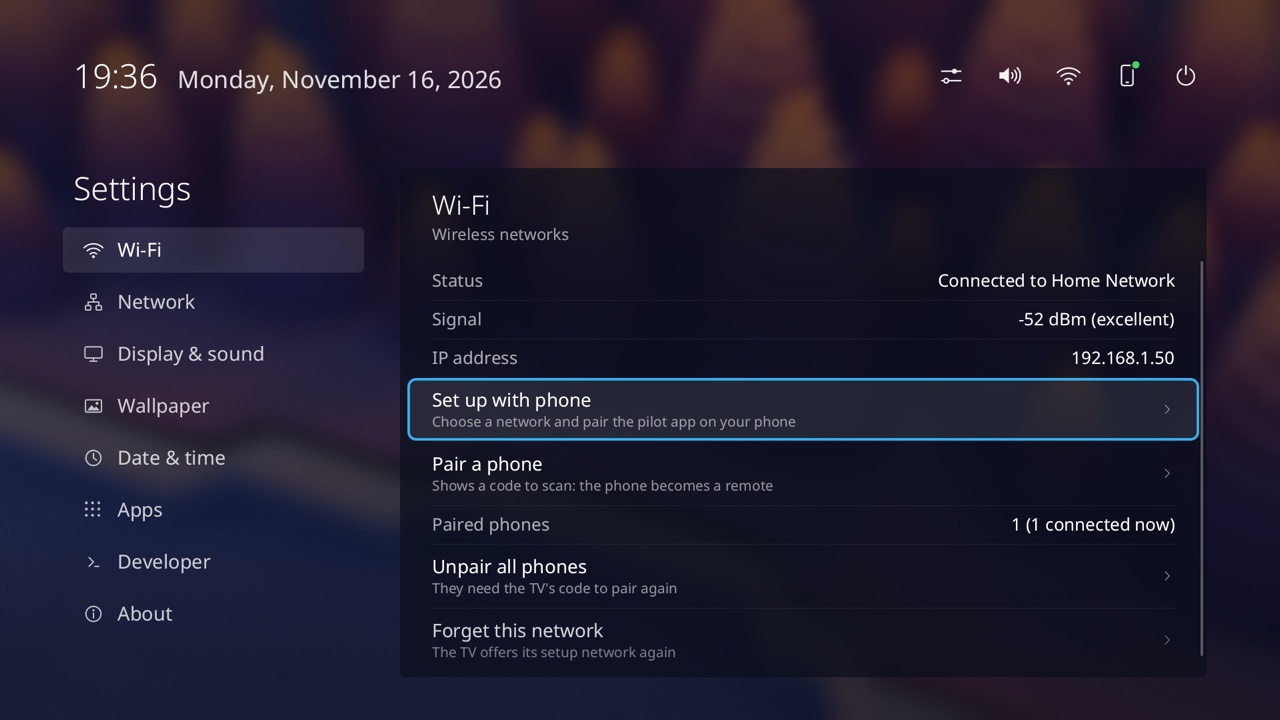 19:36 Monday, November 16, 2026
Settings
Wi-Fi
Network
Display & sound
Wallpaper
Date & time
Apps
Developer
About
Wi-Fi
Wireless networks
Status Connected to Home Network
Signal -52 dBm (excellent)
IP address 192.168.1.50
Set up with phone
Choose a network and pair the pilot app on your phone
Pair a phone
Shows a code to scan: the phone becomes a remote
Paired phones 1 (1 connected now)
Unpair all phones
They need the TV's code to pair again
Forget this network
The TV offers its setup network again